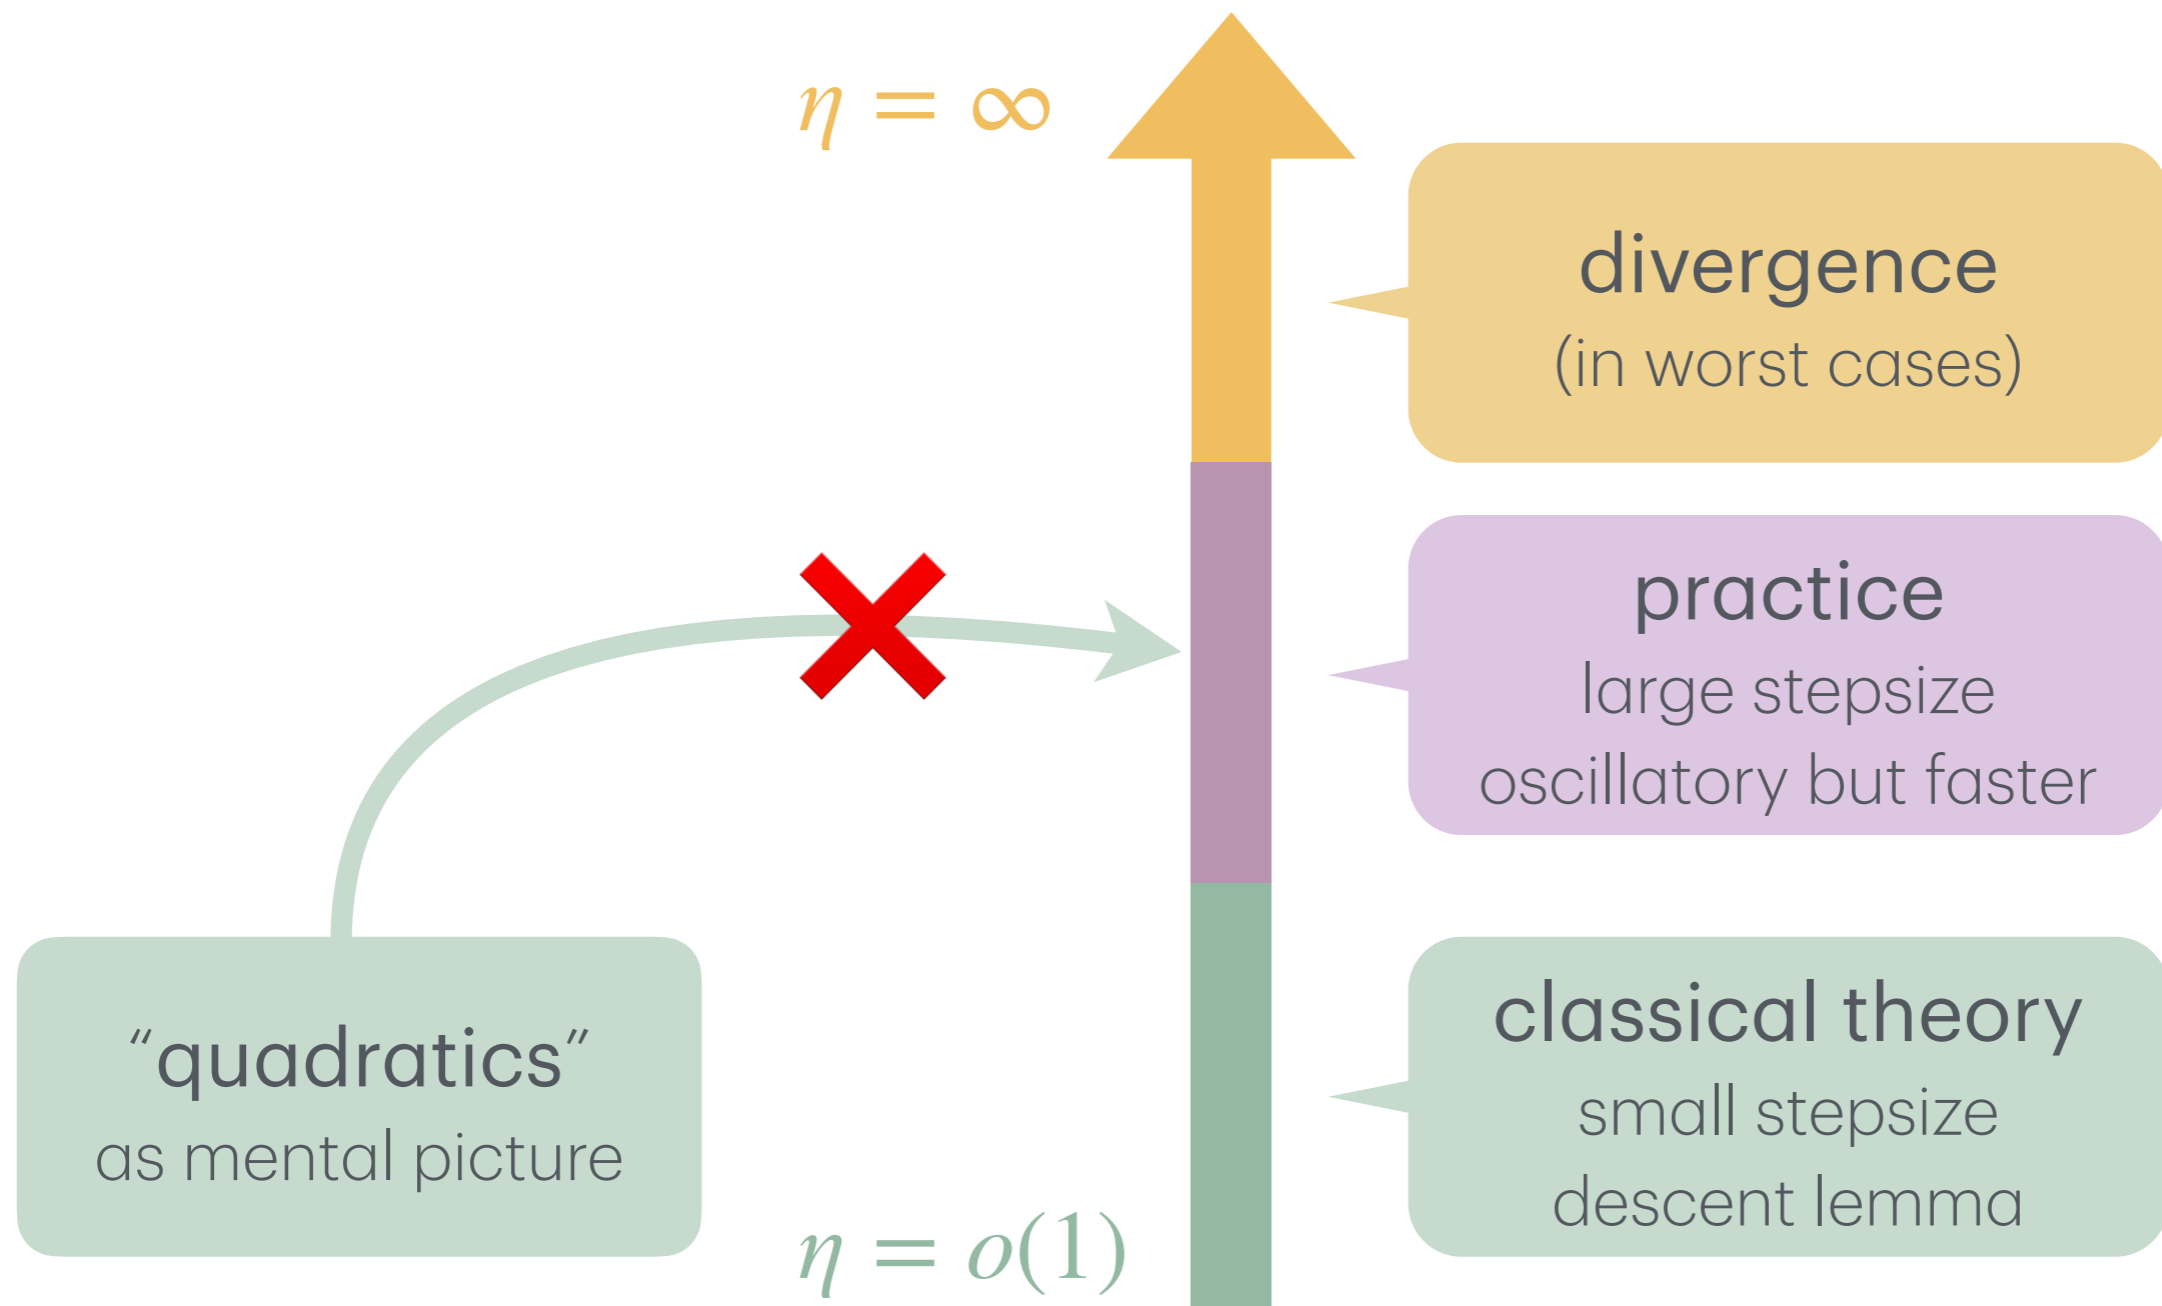 η = ∞
divergence
(in worst cases)
practice
large stepsize
oscillatory but faster
classical theory
small stepsize
descent lemma
“quadratics”
as mental picture
η = o(1)